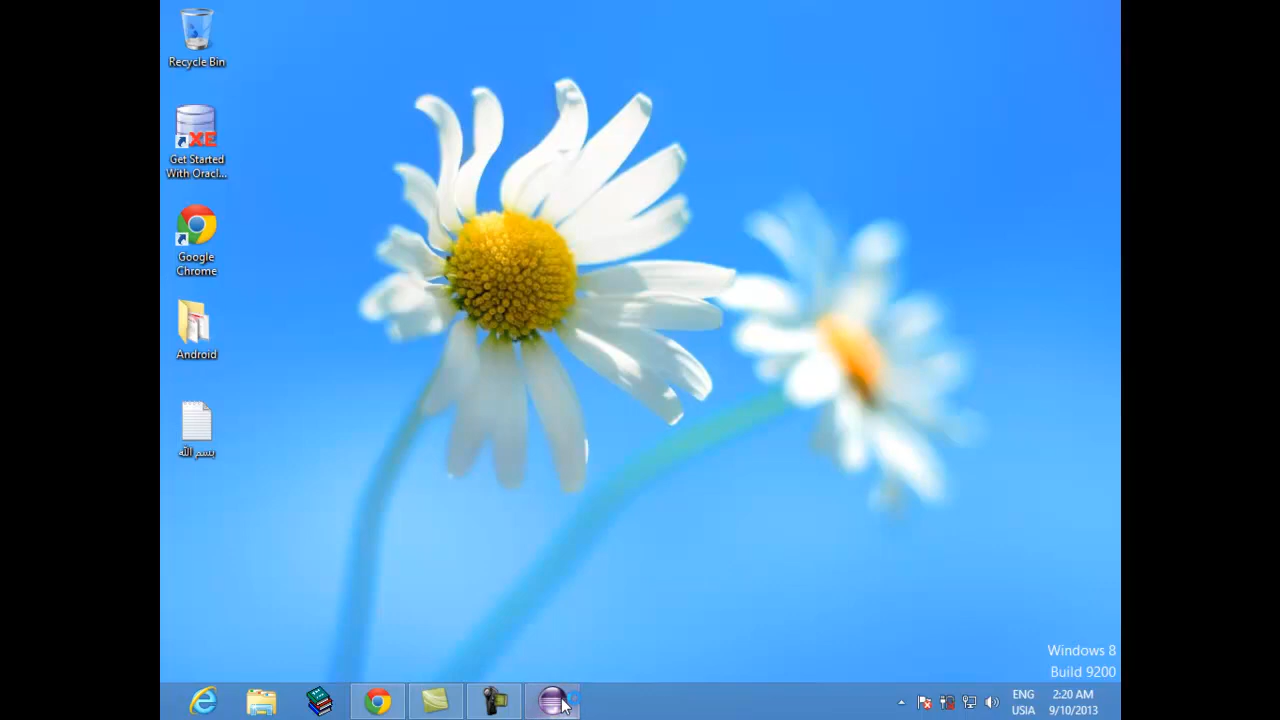 Recycle Bin
XE
Get Started
With Oracl...
Google
Chrome
Android
بسم الله
Windows 8
Build 9200
ENG
USIA
2:20 AM
9/10/2013